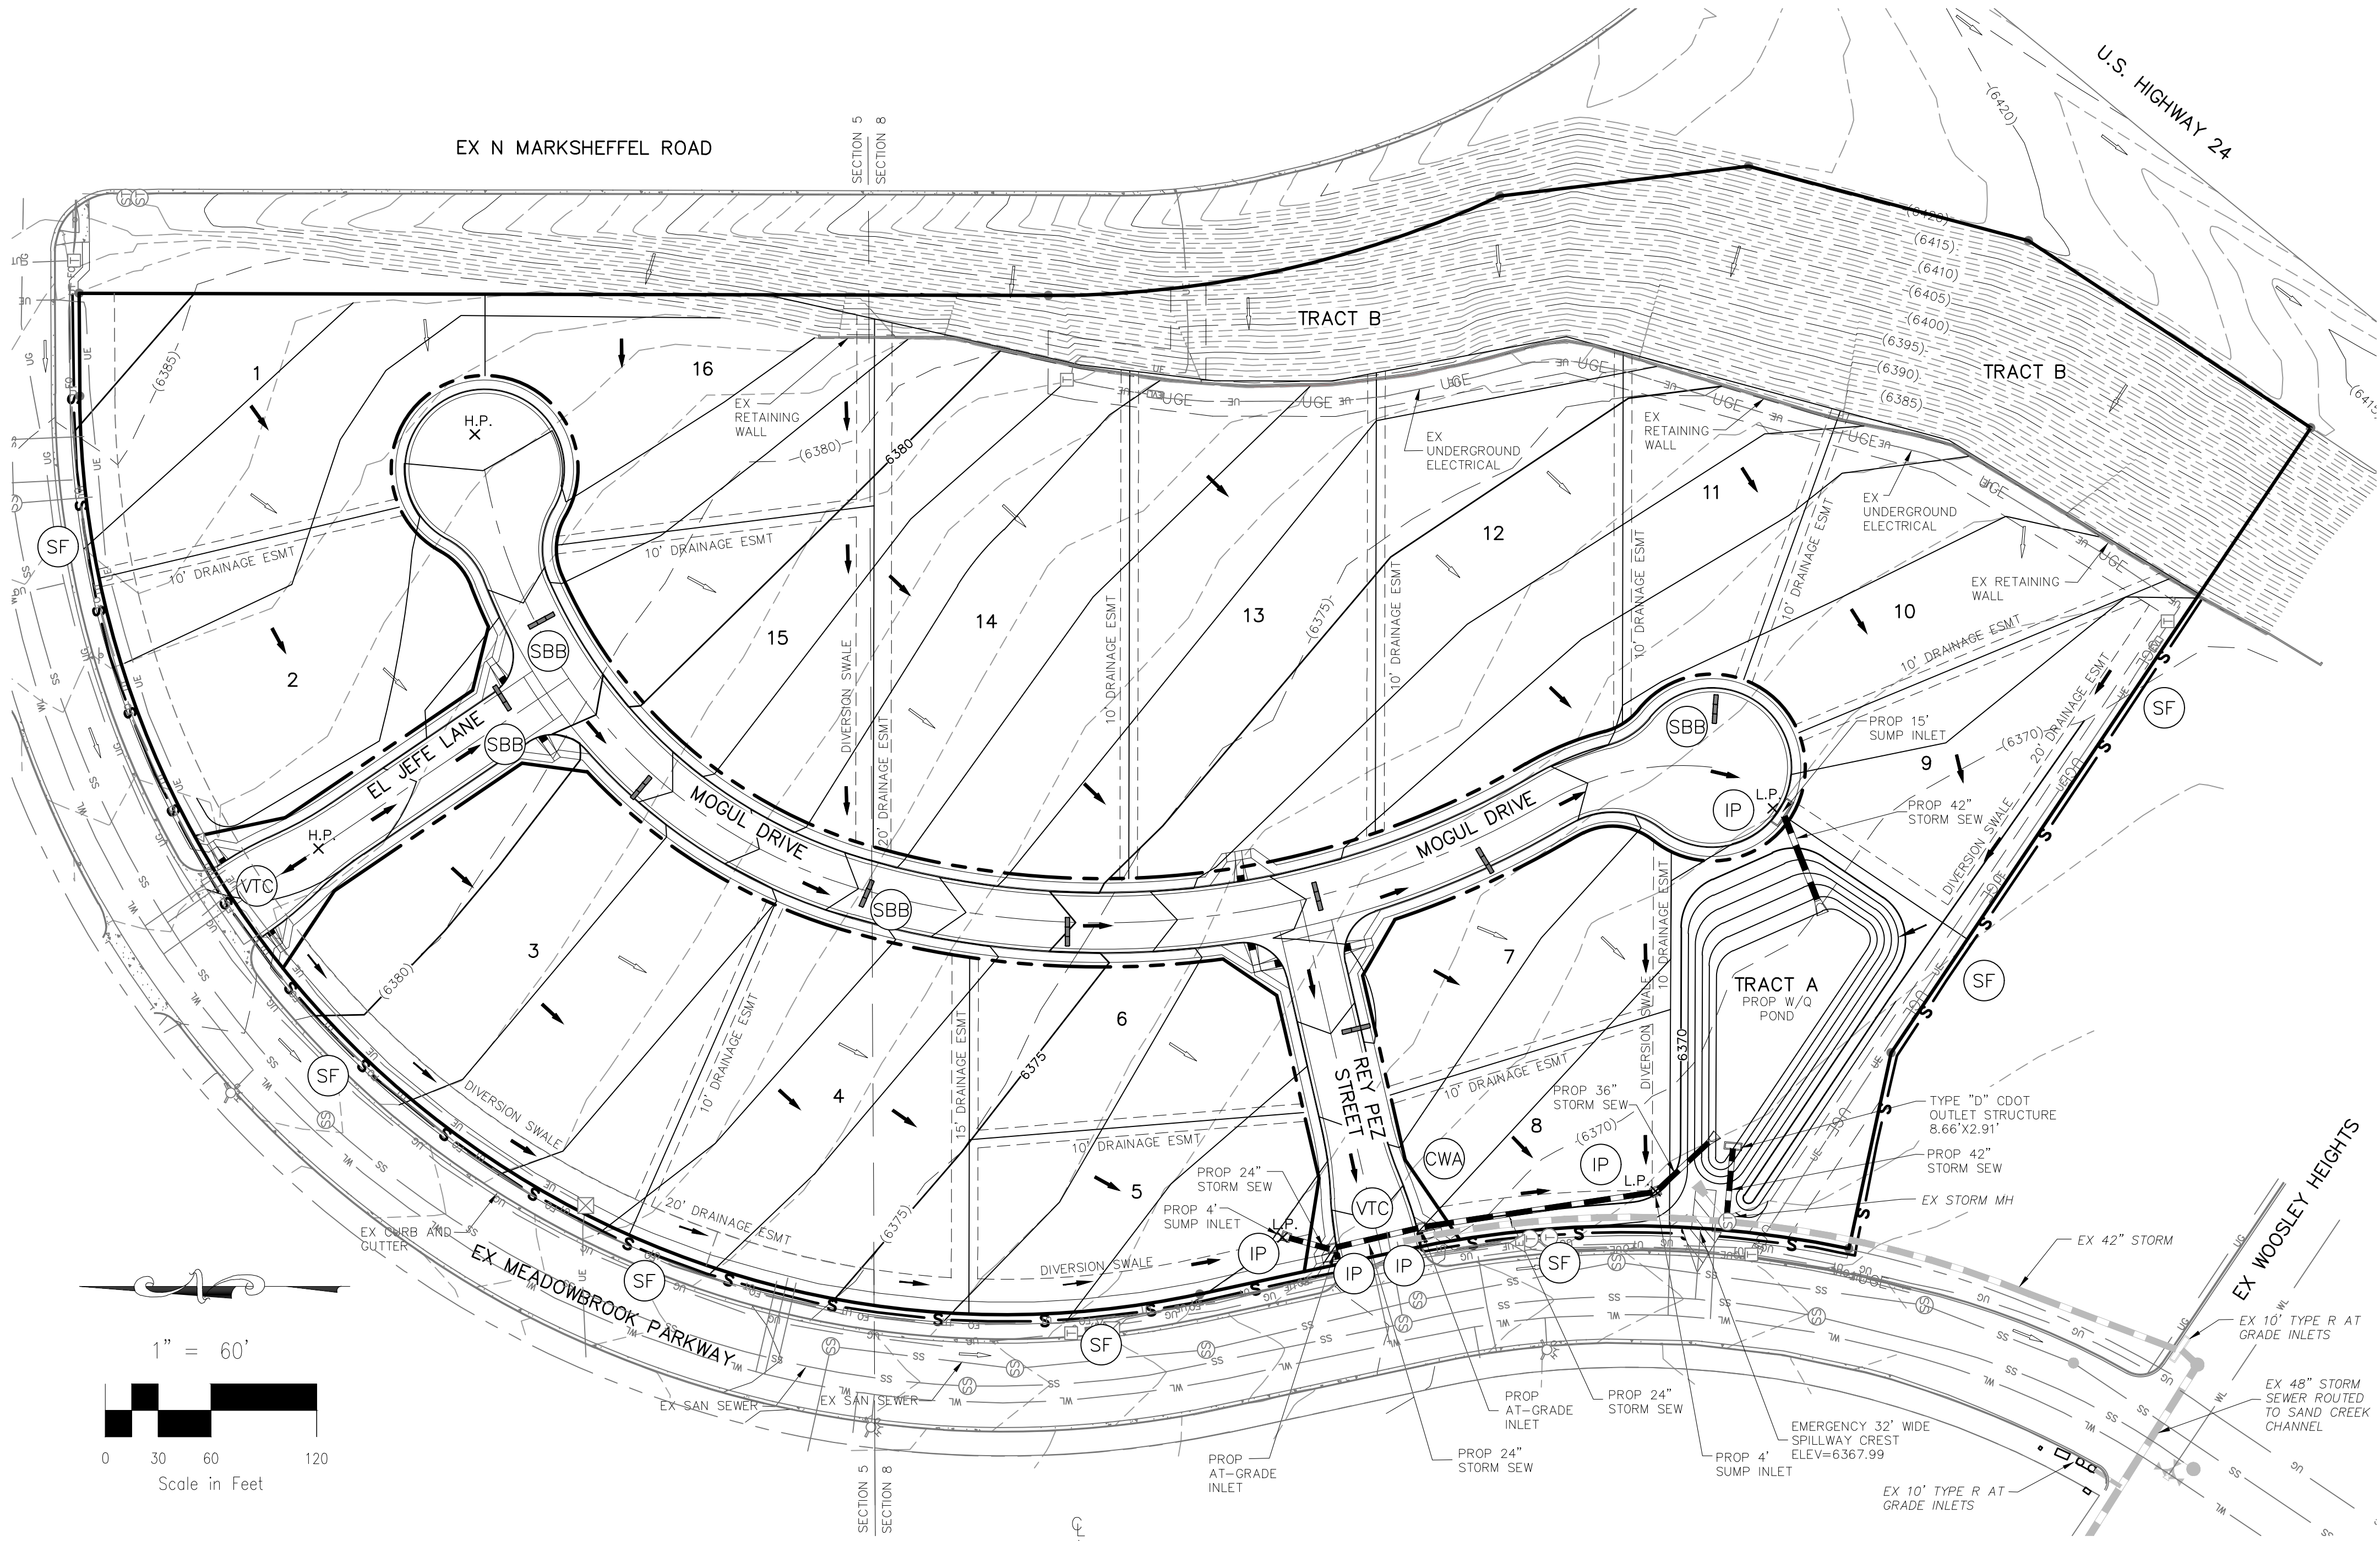 U.S. HIGHWAY 24
EX N MARKSHEFFEL ROAD
SECTION 5
SECTION 8
(6420)
(6420)
(6415)
(6410)
(6405)
(6400)
(6395)
(6390)
(6385)
TRACT B
TRACT B
(6385)
1
16
H.P.
EX
RETAINING
WALL
(6380)
6380
UGE
UGE
UGE
UGE
UGE
UGE
UGE
EX
UNDERGROUND
ELECTRICAL
EX
RETAINING
WALL
11
12
EX
UNDERGROUND
ELECTRICAL
EX RETAINING
WALL
10
SF
10' DRAINAGE ESMT
10' DRAINAGE ESMT
10' DRAINAGE ESMT
10' DRAINAGE ESMT
10' DRAINAGE ESMT
10' DRAINAGE ESMT
10' DRAINAGE ESMT
20' DRAINAGE ESMT
2
15
14
13
(6375)
SBB
SBB
SBB
SF
DIVERSION SWALE
20' DRAINAGE ESMT
PROP 15'
SUMP INLET
(6370)
9
EL JEFE LANE
MOGUL DRIVE
MOGUL DRIVE
L.P.
IP
PROP 42"
STORM SEW
DIVERSION SWALE
H.P.
VTC
SBB
3
(6380)
6
7
10' DRAINAGE ESMT
TRACT A
PROP W/Q
POND
SF
SF
DIVERSION SWALE
10' DRAINAGE ESMT
4
15' DRAINAGE ESMT
6375
REY PEZ
STREET
10' DRAINAGE ESMT
DIVERSION SWALE
6370
PROP 36"
STORM SEW
8
(6370)
TYPE "D" CDOT
OUTLET STRUCTURE
8.66'X2.91'
10' DRAINAGE ESMT
CWA
IP
PROP 42"
STORM SEW
PROP 24"
STORM SEW
5
L.P.
EX STORM MH
20' DRAINAGE ESMT
(6375)
PROP 4'
SUMP INLET
L.P.
VTC
EX CURB AND
GUTTER
EX MEADOWBROOK PARKWAY
DIVERSION SWALE
IP
IP
IP
SF
SF
SF
EX 42" STORM
EX WOOSLEY HEIGHTS
EX 10' TYPE R AT
GRADE INLETS
1" = 60'
0 30 60 120
Scale in Feet
EX SAN SEWER
EX SAN SEWER
PROP
AT-GRADE
INLET
PROP 24"
STORM SEW
EX 48" STORM
SEWER ROUTED
TO SAND CREEK
CHANNEL
EMERGENCY 32' WIDE
SPILLWAY CREST
ELEV=6367.99
PROP
AT-GRADE
INLET
PROP 24"
STORM SEW
PROP 4'
SUMP INLET
EX 10' TYPE R AT
GRADE INLETS
SECTION 5
SECTION 8